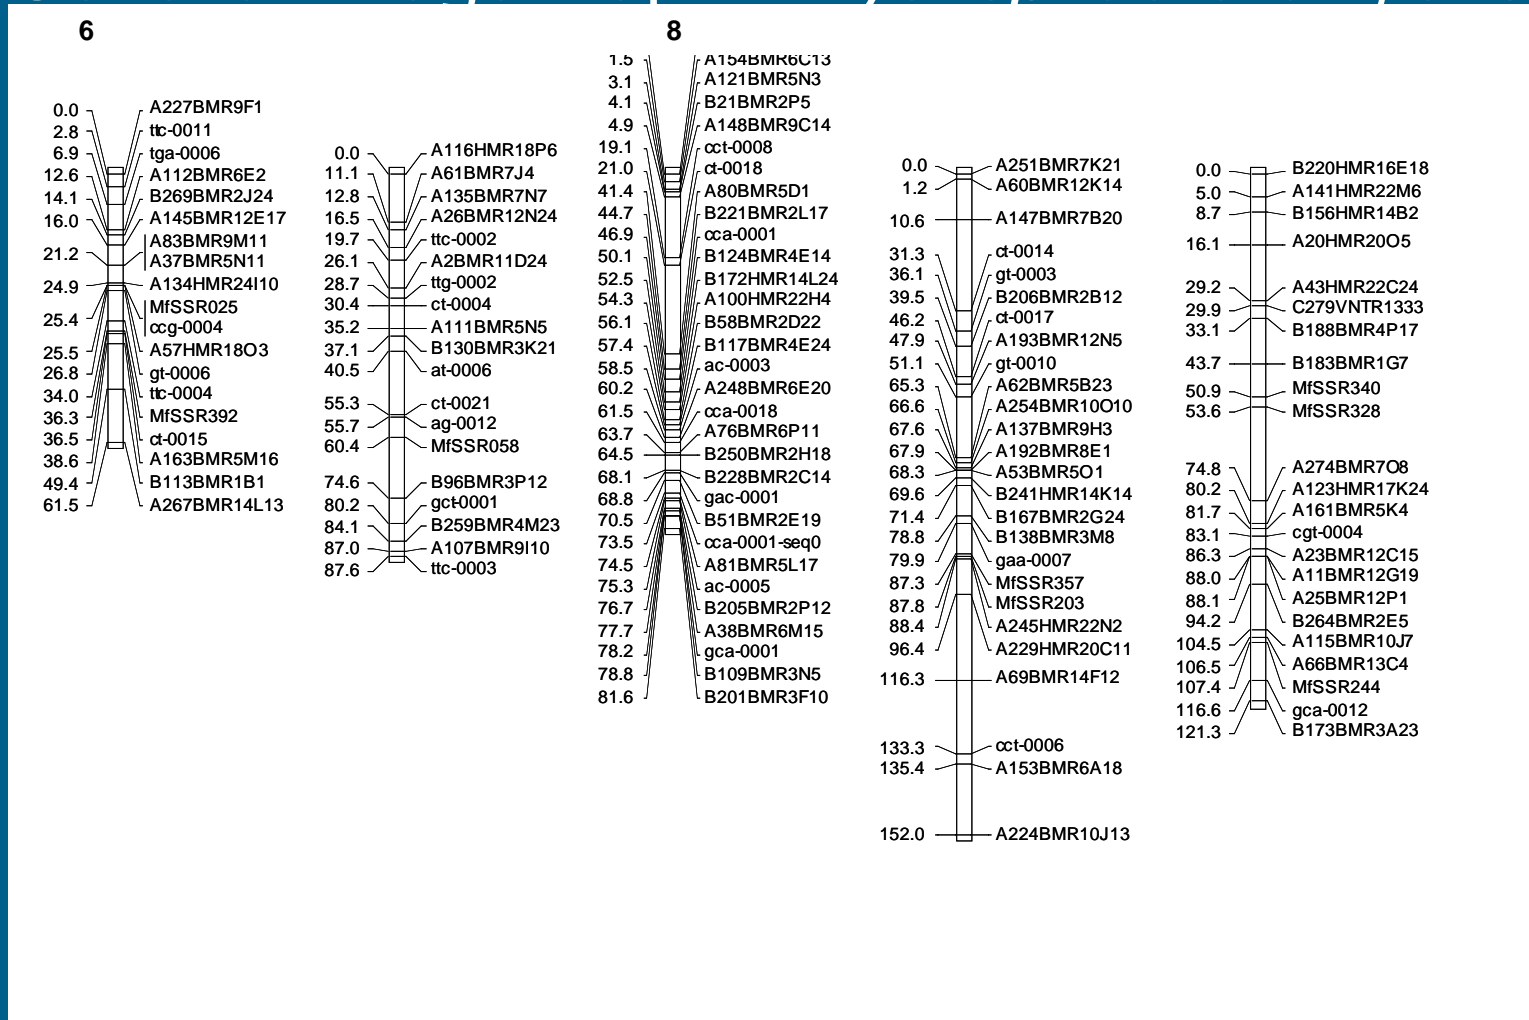 6
0.0 A227BMR9F1
2.8 ttc-0011
6.9 tga-0006
12.6 A112BMR6E2
14.1 B269BMR2J24
16.0 A145BMR12E17
21.2 A83BMR9M11
A37BMR5N11
24.9 A134HMR24I10
25.4 MfSSR025
ccg-0004
25.5 A57HMR18O3
26.8 gt-0006
34.0 ttc-0004
36.3 MfSSR392
36.5 ct-0015
38.6 A163BMR5M16
49.4 B113BMR1B1
61.5 A267BMR14L13
0.0 A116HMR18P6
11.1 A61BMR7J4
12.8 A135BMR7N7
16.5 A26BMR12N24
19.7 ttc-0002
26.1 A2BMR11D24
28.7 ttg-0002
30.4 ct-0004
35.2 A111BMR5N5
37.1 B130BMR3K21
40.5 at-0006
55.3 ct-0021
55.7 ag-0012
60.4 MfSSR058
74.6 B96BMR3P12
80.2 gct-0001
84.1 B259BMR4M23
87.0 A107BMR9I10
87.6 ttc-0003
8
1.5 A154BMR6C13
3.1 A121BMR5N3
4.1 B21BMR2P5
4.9 A148BMR9C14
19.1 cct-0008
21.0 ct-0018
41.4 A80BMR5D1
44.7 B221BMR2L17
46.9 cca-0001
50.1 B124BMR4E14
52.5 B172HMR14L24
54.3 A100HMR22H4
56.1 B58BMR2D22
57.4 B117BMR4E24
58.5 ac-0003
60.2 A248BMR6E20
61.5 cca-0018
63.7 A76BMR6P11
64.5 B250BMR2H18
68.1 B228BMR2C14
68.8 gac-0001
70.5 B51BMR2E19
73.5 cca-0001-seq0
74.5 A81BMR5L17
75.3 ac-0005
76.7 B205BMR2P12
77.7 A38BMR6M15
78.2 gca-0001
78.8 B109BMR3N5
81.6 B201BMR3F10
0.0 A251BMR7K21
1.2 A60BMR12K14
10.6 A147BMR7B20
31.3 ct-0014
36.1 gt-0003
39.5 B206BMR2B12
46.2 ct-0017
47.9 A193BMR12N5
51.1 gt-0010
65.3 A62BMR5B23
66.6 A254BMR10O10
67.6 A137BMR9H3
67.9 A192BMR8E1
68.3 A53BMR5O1
69.6 B241HMR14K14
71.4 B167BMR2G24
78.8 B138BMR3M8
79.9 gaa-0007
87.3 MfSSR357
87.8 MfSSR203
88.4 A245HMR22N2
96.4 A229HMR20C11
116.3 A69BMR14F12
133.3 cct-0006
135.4 A153BMR6A18
152.0 A224BMR10J13
0.0 B220HMR16E18
5.0 A141HMR22M6
8.7 B156HMR14B2
16.1 A20HMR20O5
29.2 A43HMR22C24
29.9 C279VNTR1333
33.1 B188BMR4P17
43.7 B183BMR1G7
50.9 MfSSR340
53.6 MfSSR328
74.8 A274BMR7O8
80.2 A123HMR17K24
81.7 A161BMR5K4
83.1 cgt-0004
86.3 A23BMR12C15
88.0 A11BMR12G19
88.1 A25BMR12P1
94.2 B264BMR2E5
104.5 A115BMR10J7
106.5 A66BMR13C4
107.4 MfSSR244
116.6 gca-0012
121.3 B173BMR3A23